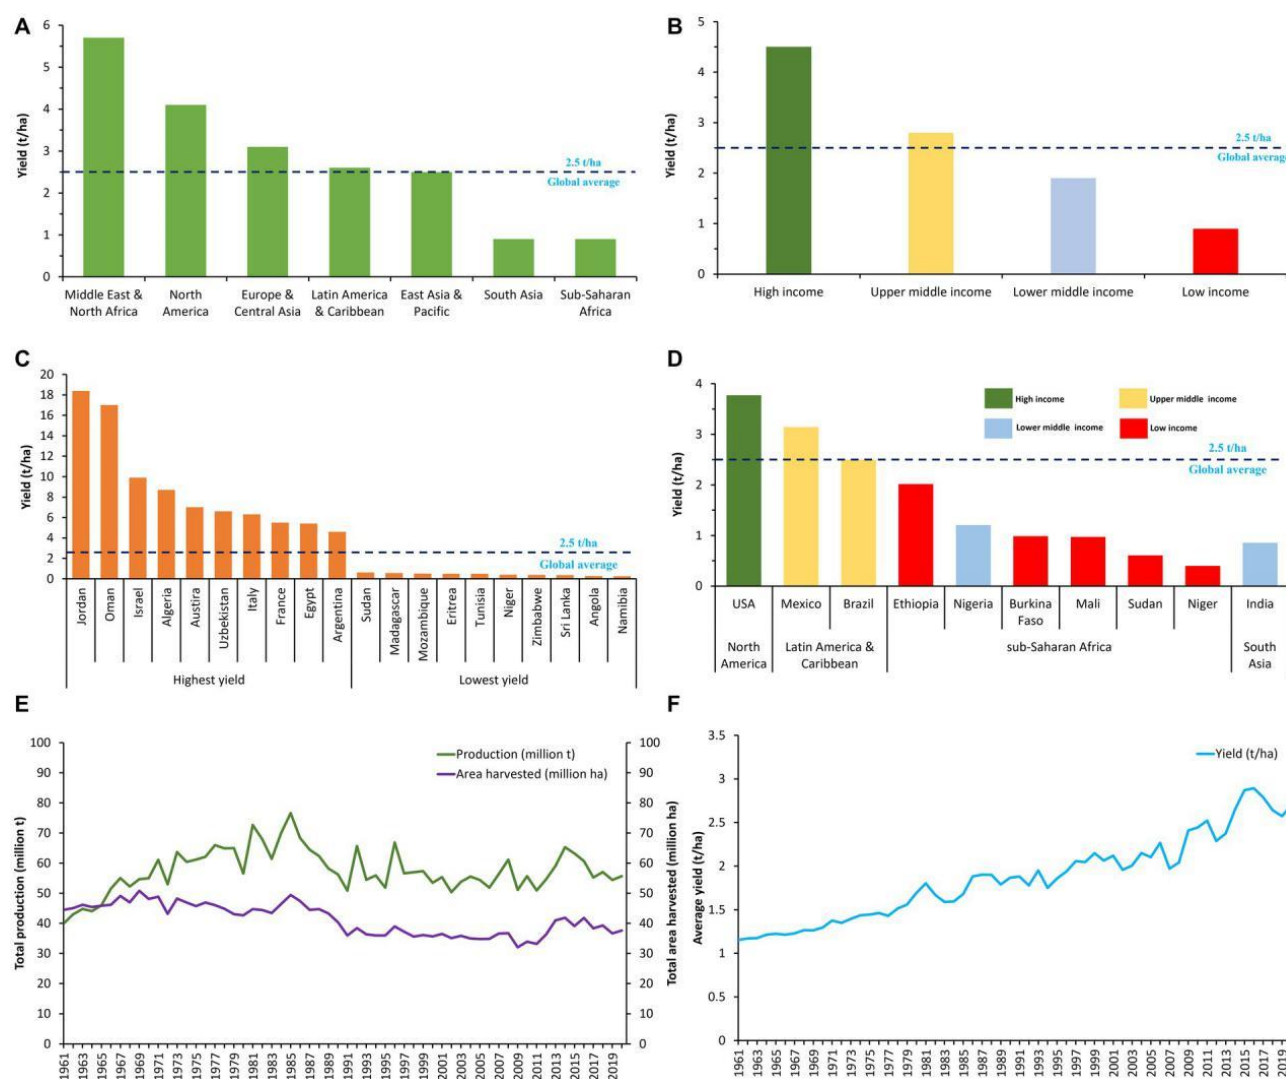 A
6
5
4
3
2
1
0
Yield (t/ha)
2.5 t/ha
Global average
Middle East &
North Africa
North
America
Europe &
Central Asia
Latin America
& Caribbean
East Asia &
Pacific
South Asia
Sub-Saharan
Africa
B
5
4
3
2
1
0
Yield (t/ha)
2.5 t/ha
Global average
High income
Upper middle income
Lower middle income
Low income
C
20
18
16
14
12
10
8
6
4
2
0
Yield (t/ha)
2.5 t/ha
Global average
Jordan
Oman
Israel
Algeria
Austira
Uzbekistan
Italy
France
Egypt
Argentina
Sudan
Madagascar
Mozambique
Eritrea
Tunisia
Niger
Zimbabwe
Sri Lanka
Angola
Namibia
Highest yield
Lowest yield
D
4
3
2
1
0
Yield (t/ha)
High income
Upper middle income
Lower middle income
Low income
2.5 t/ha
Global average
USA
Mexico
Brazil
Ethiopia
Nigeria
Burkina
Faso
Mali
Sudan
Niger
India
North
America
Latin America &
Caribbean
sub-Saharan Africa
South
Asia
E
100
90
80
70
60
50
40
30
20
10
0
Total production (million t)
Production (million t)
Area harvested (million ha)
100
90
80
70
60
50
40
30
20
10
0
Total area harvested (million ha)
1961
1963
1965
1967
1969
1971
1973
1975
1977
1979
1981
1983
1985
1987
1989
1991
1993
1995
1997
1999
2001
2003
2005
2007
2009
2011
2013
2015
2017
2019
F
3.5
3
2.5
2
1.5
1
0.5
0
Average yield (t/ha)
Yield (t/ha)
1961
1963
1965
1967
1969
1971
1973
1975
1977
1979
1981
1983
1985
1987
1989
1991
1993
1995
1997
1999
2001
2003
2005
2007
2009
2011
2013
2015
2017
2019